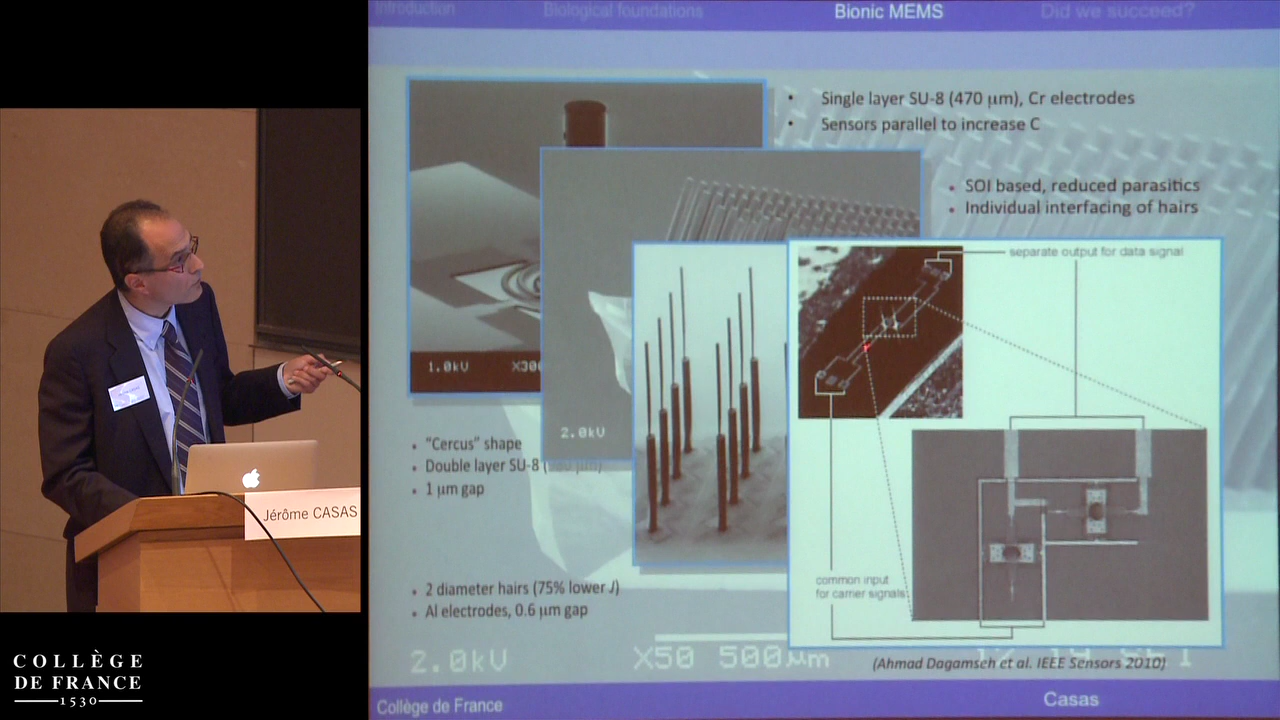 Introduction
Biological foundations
Bionic MEMS
Did we succeed?
• Single layer SU-8 (470 µm), Cr electrodes
• Sensors parallel to increase C
• SOI based, reduced parasitics
• Individual interfacing of hairs
separate output for data signal
1.0kV X300
2.0kV
• "Cercus" shape
• Double layer SU-8
• 1 µm gap
• 2 diameter hairs (75% lower J)
• Al electrodes, 0.6 µm gap
common input
for carrier signals
2.0kV X50 500µm
(Ahmad Dagamseh et al. IEEE Sensors 2010)
Collège de France
Casas
Jérôme CASAS
COLLÈGE
DE FRANCE
1530